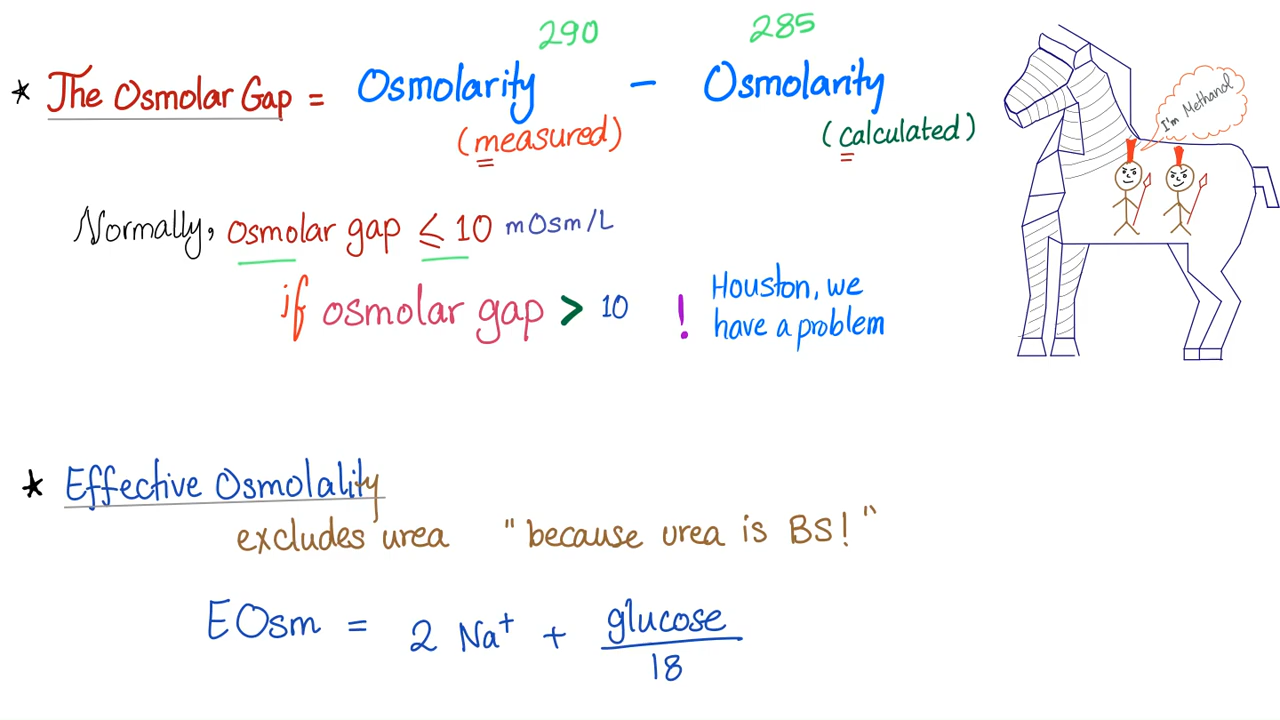 290 285
* The Osmolar Gap = Osmolarity – Osmolarity
(measured) (calculated)
I'm Methanol
Normally, osmolar gap ≤ 10 mOsm/L
if osmolar gap > 10 ! Houston, we
have a problem
* Effective Osmolality
excludes urea "because urea is BS!"
EOsm = 2 Na⁺ + glucose
18